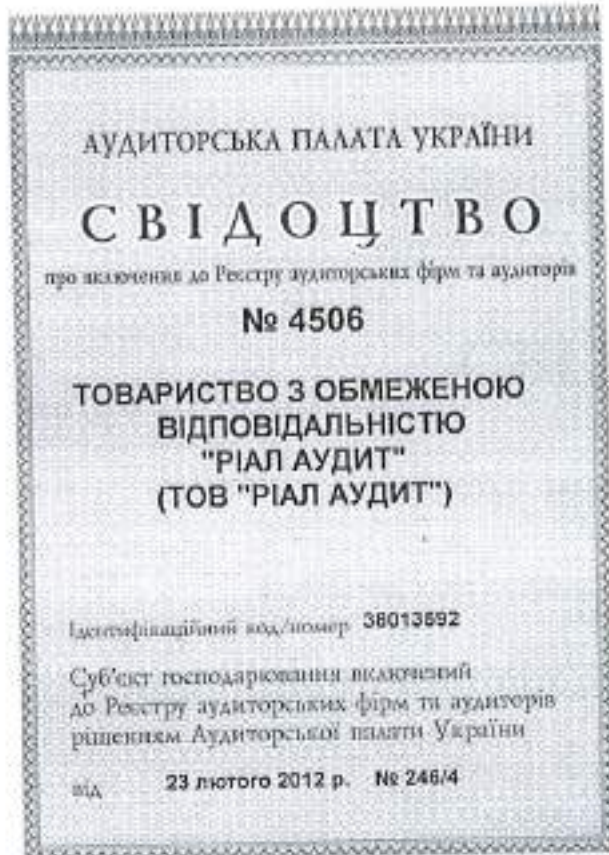 АУДИТОРСЬКА ПАЛАТА УКРАЇНИ
СВІДОЦТВО
про включення до Реєстру аудиторських фірм та аудиторів
№ 4506
ТОВАРИСТВО З ОБМЕЖЕНОЮ
ВІДПОВІДАЛЬНІСТЮ
"РІАЛ АУДИТ"
(ТОВ "РІАЛ АУДИТ")
Ідентифікаційний код/номер 38013592
Суб'єкт господарювання включений
до Реєстру аудиторських фірм та аудиторів
рішенням Аудиторської палати України
від 23 лютого 2012 р. № 246/4